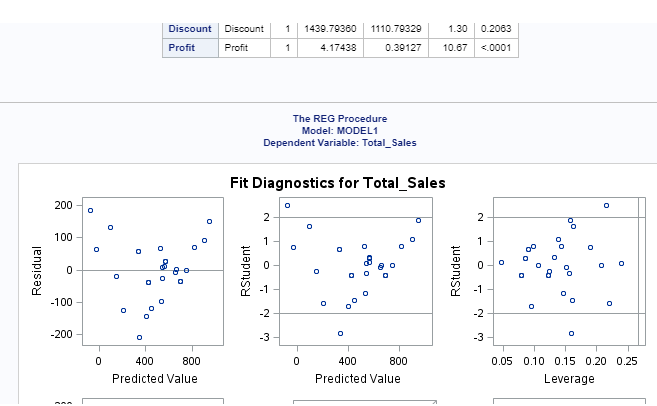 Discount Discount 1 1439.79360 1110.79329 1.30 0.2063
Profit Profit 1 4.17438 0.39127 10.67 <.0001
The REG Procedure
Model: MODEL1
Dependent Variable: Total_Sales
Fit Diagnostics for Total_Sales
200
100
0
-100
-200
Residual
0 400 800
Predicted Value
2
1
0
-1
-2
-3
RStudent
0 400 800
Predicted Value
2
1
0
-1
-2
-3
RStudent
0.05 0.10 0.15 0.20 0.25
Leverage